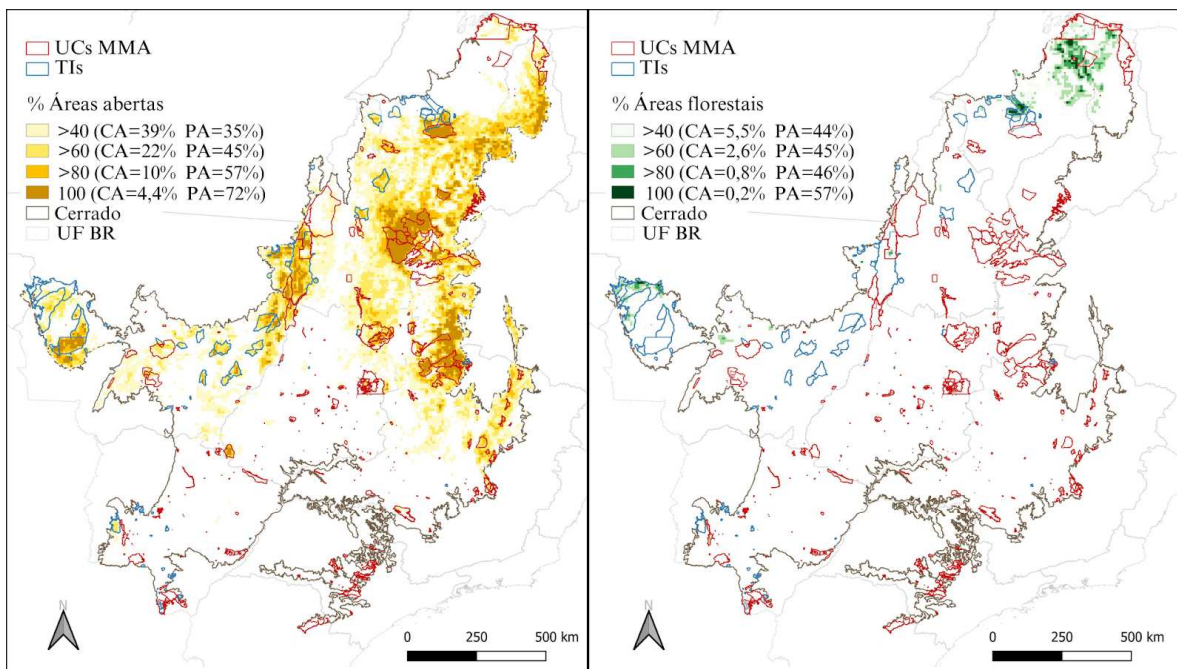 UCs MMA
TIs
% Áreas abertas
>40 (CA=39% PA=35%)
>60 (CA=22% PA=45%)
>80 (CA=10% PA=57%)
100 (CA=4,4% PA=72%)
Cerrado
UF BR
N
0 250 500 km
UCs MMA
TIs
% Áreas florestais
>40 (CA=5,5% PA=44%)
>60 (CA=2,6% PA=45%)
>80 (CA=0,8% PA=46%)
100 (CA=0,2% PA=57%)
Cerrado
UF BR
N
0 250 500 km